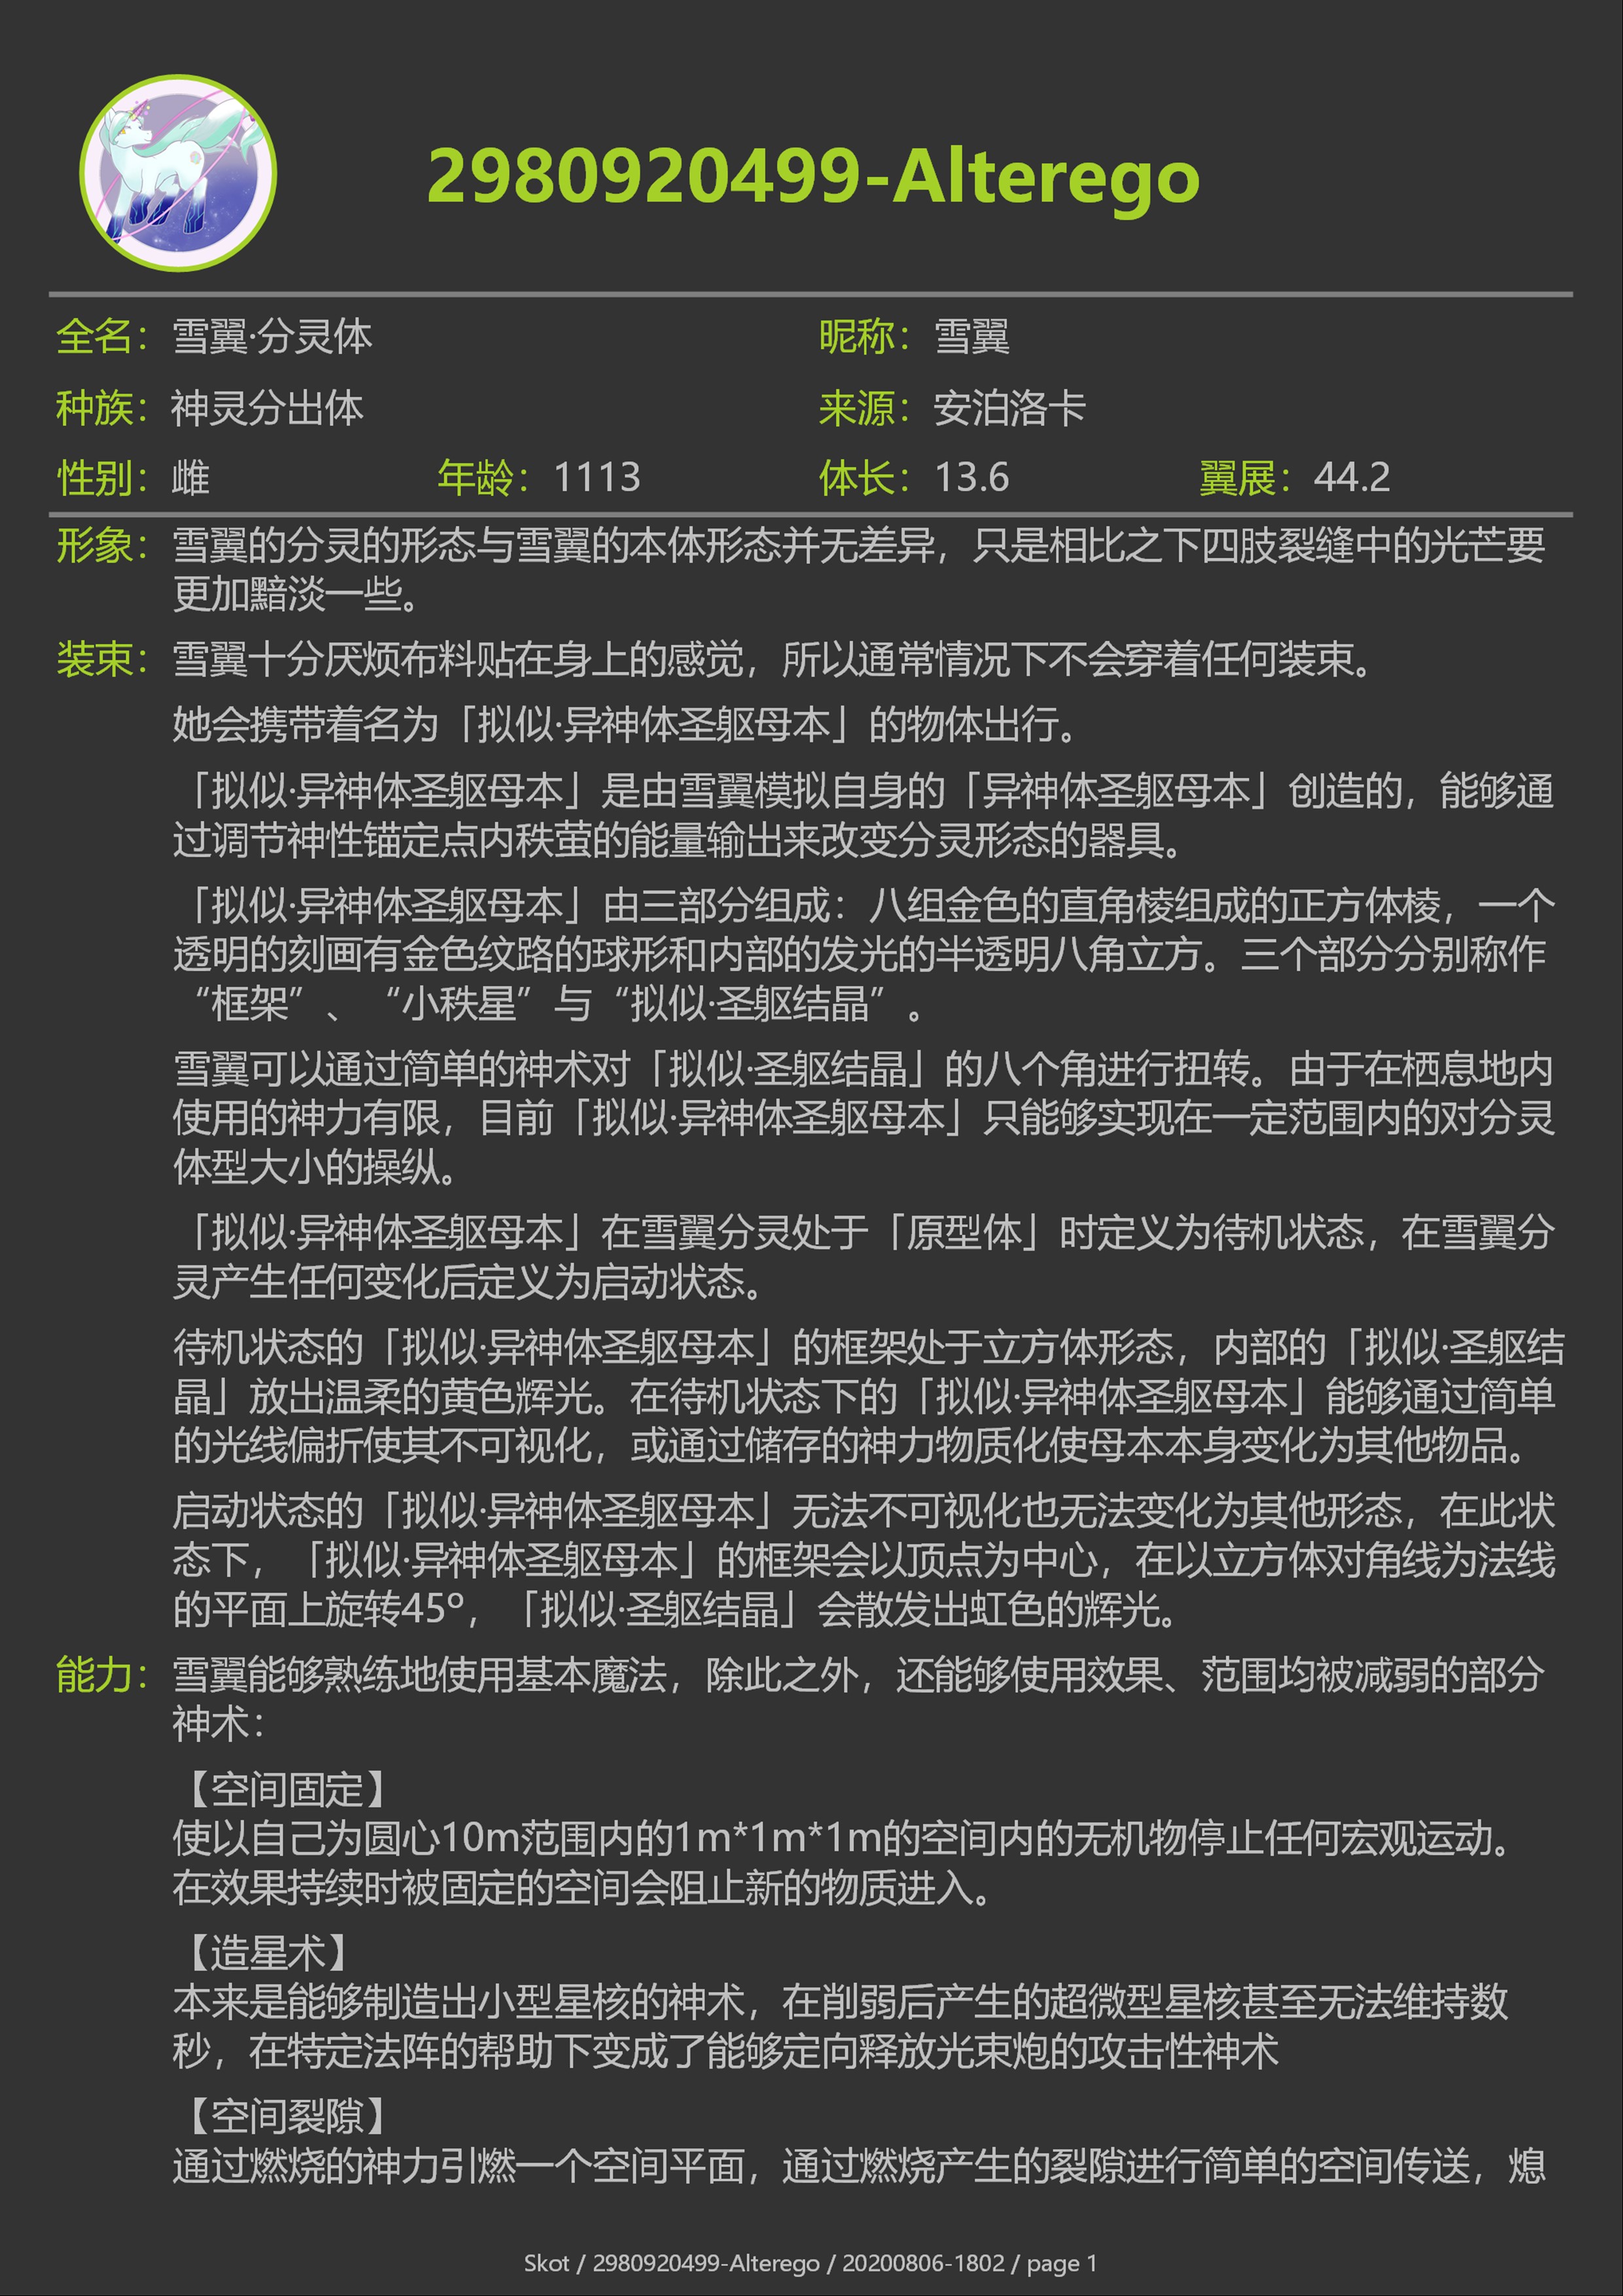 2980920499-Alterego
全名：雪翼·分灵体 昵称：雪翼
种族：神灵分出体 来源：安泊洛卡
性别：雌 年龄：1113 体长：13.6 翼展：44.2
形象：雪翼的分灵的形态与雪翼的本体形态并无差异，只是相比之下四肢裂缝中的光芒要
更加黯淡一些。
装束：雪翼十分厌烦布料贴在身上的感觉，所以通常情况下不会穿着任何装束。
她会携带着名为「拟似·异神体圣躯母本」的物体出行。
「拟似·异神体圣躯母本」是由雪翼模拟自身的「异神体圣躯母本」创造的，能够通
过调节神性锚定点内秩萤的能量输出来改变分灵形态的器具。
「拟似·异神体圣躯母本」由三部分组成：八组金色的直角棱组成的正方体棱，一个
透明的刻画有金色纹路的球形和内部的发光的半透明八角立方。三个部分分别称作
“框架”、“小秩星”与“拟似·圣躯结晶”。
雪翼可以通过简单的神术对「拟似·圣躯结晶」的八个角进行扭转。由于在栖息地内
使用的神力有限，目前「拟似·异神体圣躯母本」只能够实现在一定范围内的对分灵
体型大小的操纵。
「拟似·异神体圣躯母本」在雪翼分灵处于「原型体」时定义为待机状态，在雪翼分
灵产生任何变化后定义为启动状态。
待机状态的「拟似·异神体圣躯母本」的框架处于立方体形态，内部的「拟似·圣躯结
晶」放出温柔的黄色辉光。在待机状态下的「拟似·异神体圣躯母本」能够通过简单
的光线偏折使其不可视化，或通过储存的神力物质化使母本本身变化为其他物品。
启动状态的「拟似·异神体圣躯母本」无法不可视化也无法变化为其他形态，在此状
态下，「拟似·异神体圣躯母本」的框架会以顶点为中心，在以立方体对角线为法线
的平面上旋转45º，「拟似·圣躯结晶」会散发出虹色的辉光。
能力：雪翼能够熟练地使用基本魔法，除此之外，还能够使用效果、范围均被减弱的部分
神术：
【空间固定】
使以自己为圆心10m范围内的1m*1m*1m的空间内的无机物停止任何宏观运动。
在效果持续时被固定的空间会阻止新的物质进入。
【造星术】
本来是能够制造出小型星核的神术，在削弱后产生的超微型星核甚至无法维持数
秒，在特定法阵的帮助下变成了能够定向释放光束炮的攻击性神术
【空间裂隙】
通过燃烧的神力引燃一个空间平面，通过燃烧产生的裂隙进行简单的空间传送，熄
Skot / 2980920499-Alterego / 20200806-1802 / page 1